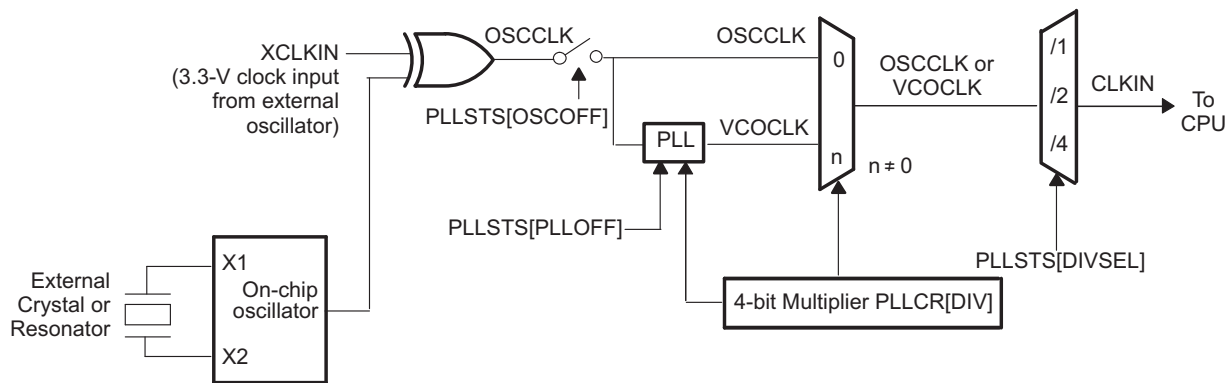 XCLKIN
(3.3-V clock input
from external
oscillator)
OSCCLK
PLLSTS[OSCOFF]
OSCCLK
PLL
VCOCLK
0
n
n ≠ 0
OSCCLK or
VCOCLK
/1
/2
/4
CLKIN
To
CPU
PLLSTS[PLLOFF]
PLLSTS[DIVSEL]
4-bit Multiplier PLLCR[DIV]
External
Crystal or
Resonator
X1
On-chip
oscillator
X2